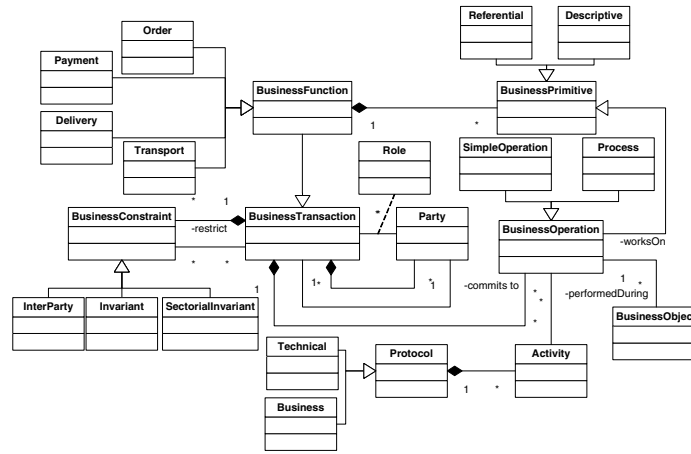 Referential
Descriptive
Order
Payment
BusinessFunction
BusinessPrimitive
1
*
Delivery
Transport
Role
SimpleOperation
Process
*
1
BusinessConstraint
-restrict
BusinessTransaction
*
Party
BusinessOperation
-worksOn
*
*
1
1
*
*
1
-commits to
*
*
-performedDuring
1
*
InterParty
Invariant
SectorialInvariant
*
BusinessObject
Technical
Protocol
Activity
1
*
Business